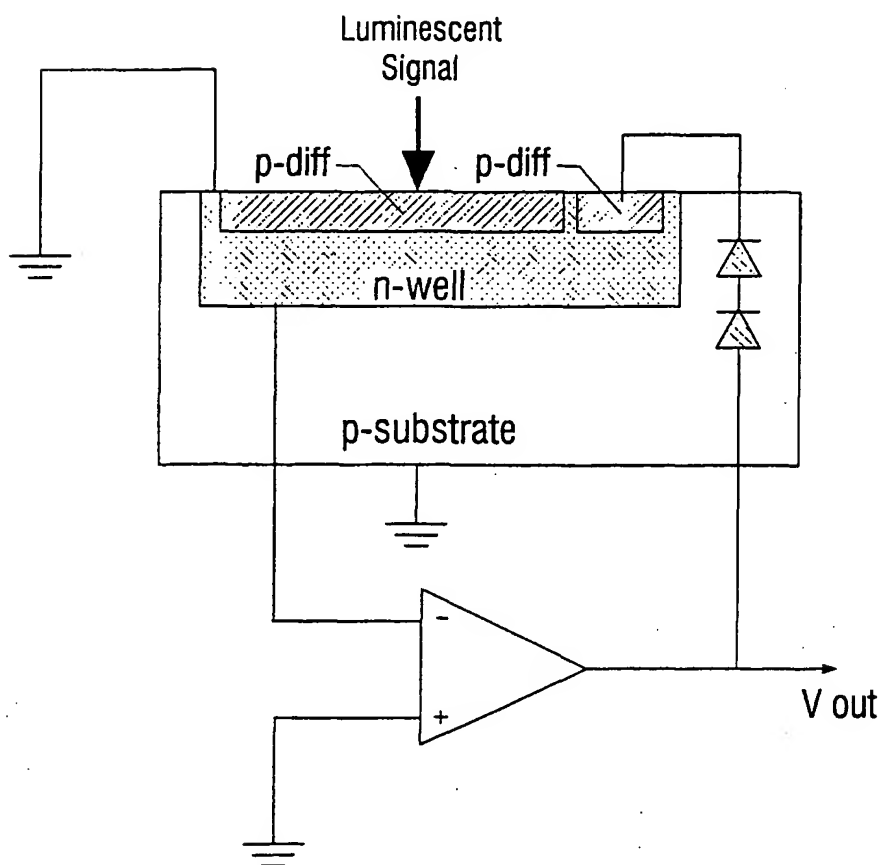 Luminescent
Signal
p-diff
p-diff
n-well
p-substrate
-
+
V out